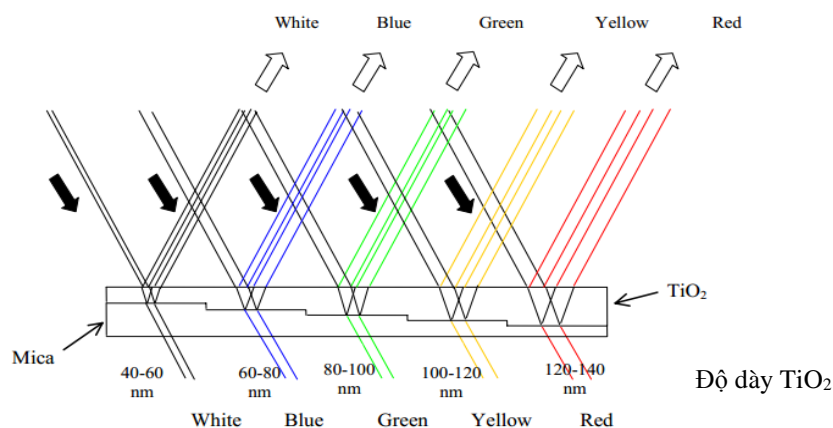 White Blue Green Yellow Red
TiO₂
Mica
40-60 nm 60-80 nm 80-100 nm 100-120 nm 120-140 nm
Độ dày TiO₂
White Blue Green Yellow Red